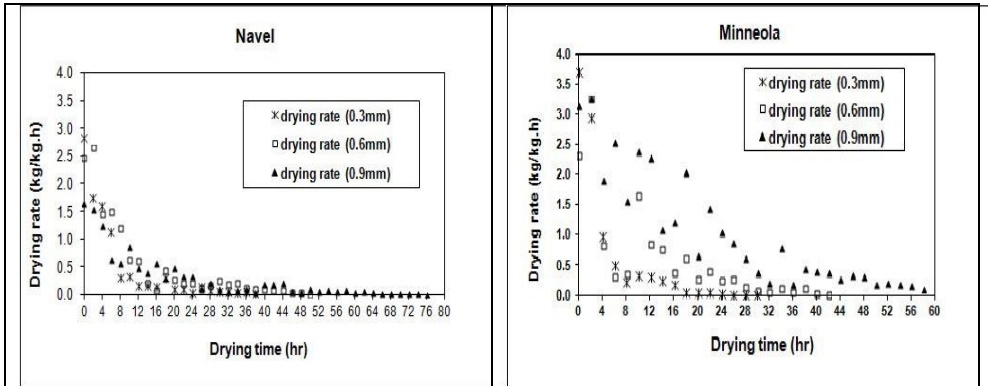 Navel
4.0
3.5
3.0
2.5
2.0
1.5
1.0
0.5
0.0
Drying rate (kg/kg.h)
drying rate (0.3mm)
drying rate (0.6mm)
drying rate (0.9mm)
0 4 8 12 16 20 24 28 32 36 40 44 48 52 56 60 64 68 72 76 80
Drying time (hr)
Minneola
4.0
3.5
3.0
2.5
2.0
1.5
1.0
0.5
0.0
Drying rate (kg/kg.h)
drying rate (0.3mm)
drying rate (0.6mm)
drying rate (0.9mm)
0 4 8 12 16 20 24 28 32 36 40 44 48 52 56 60
Drying time (hr)